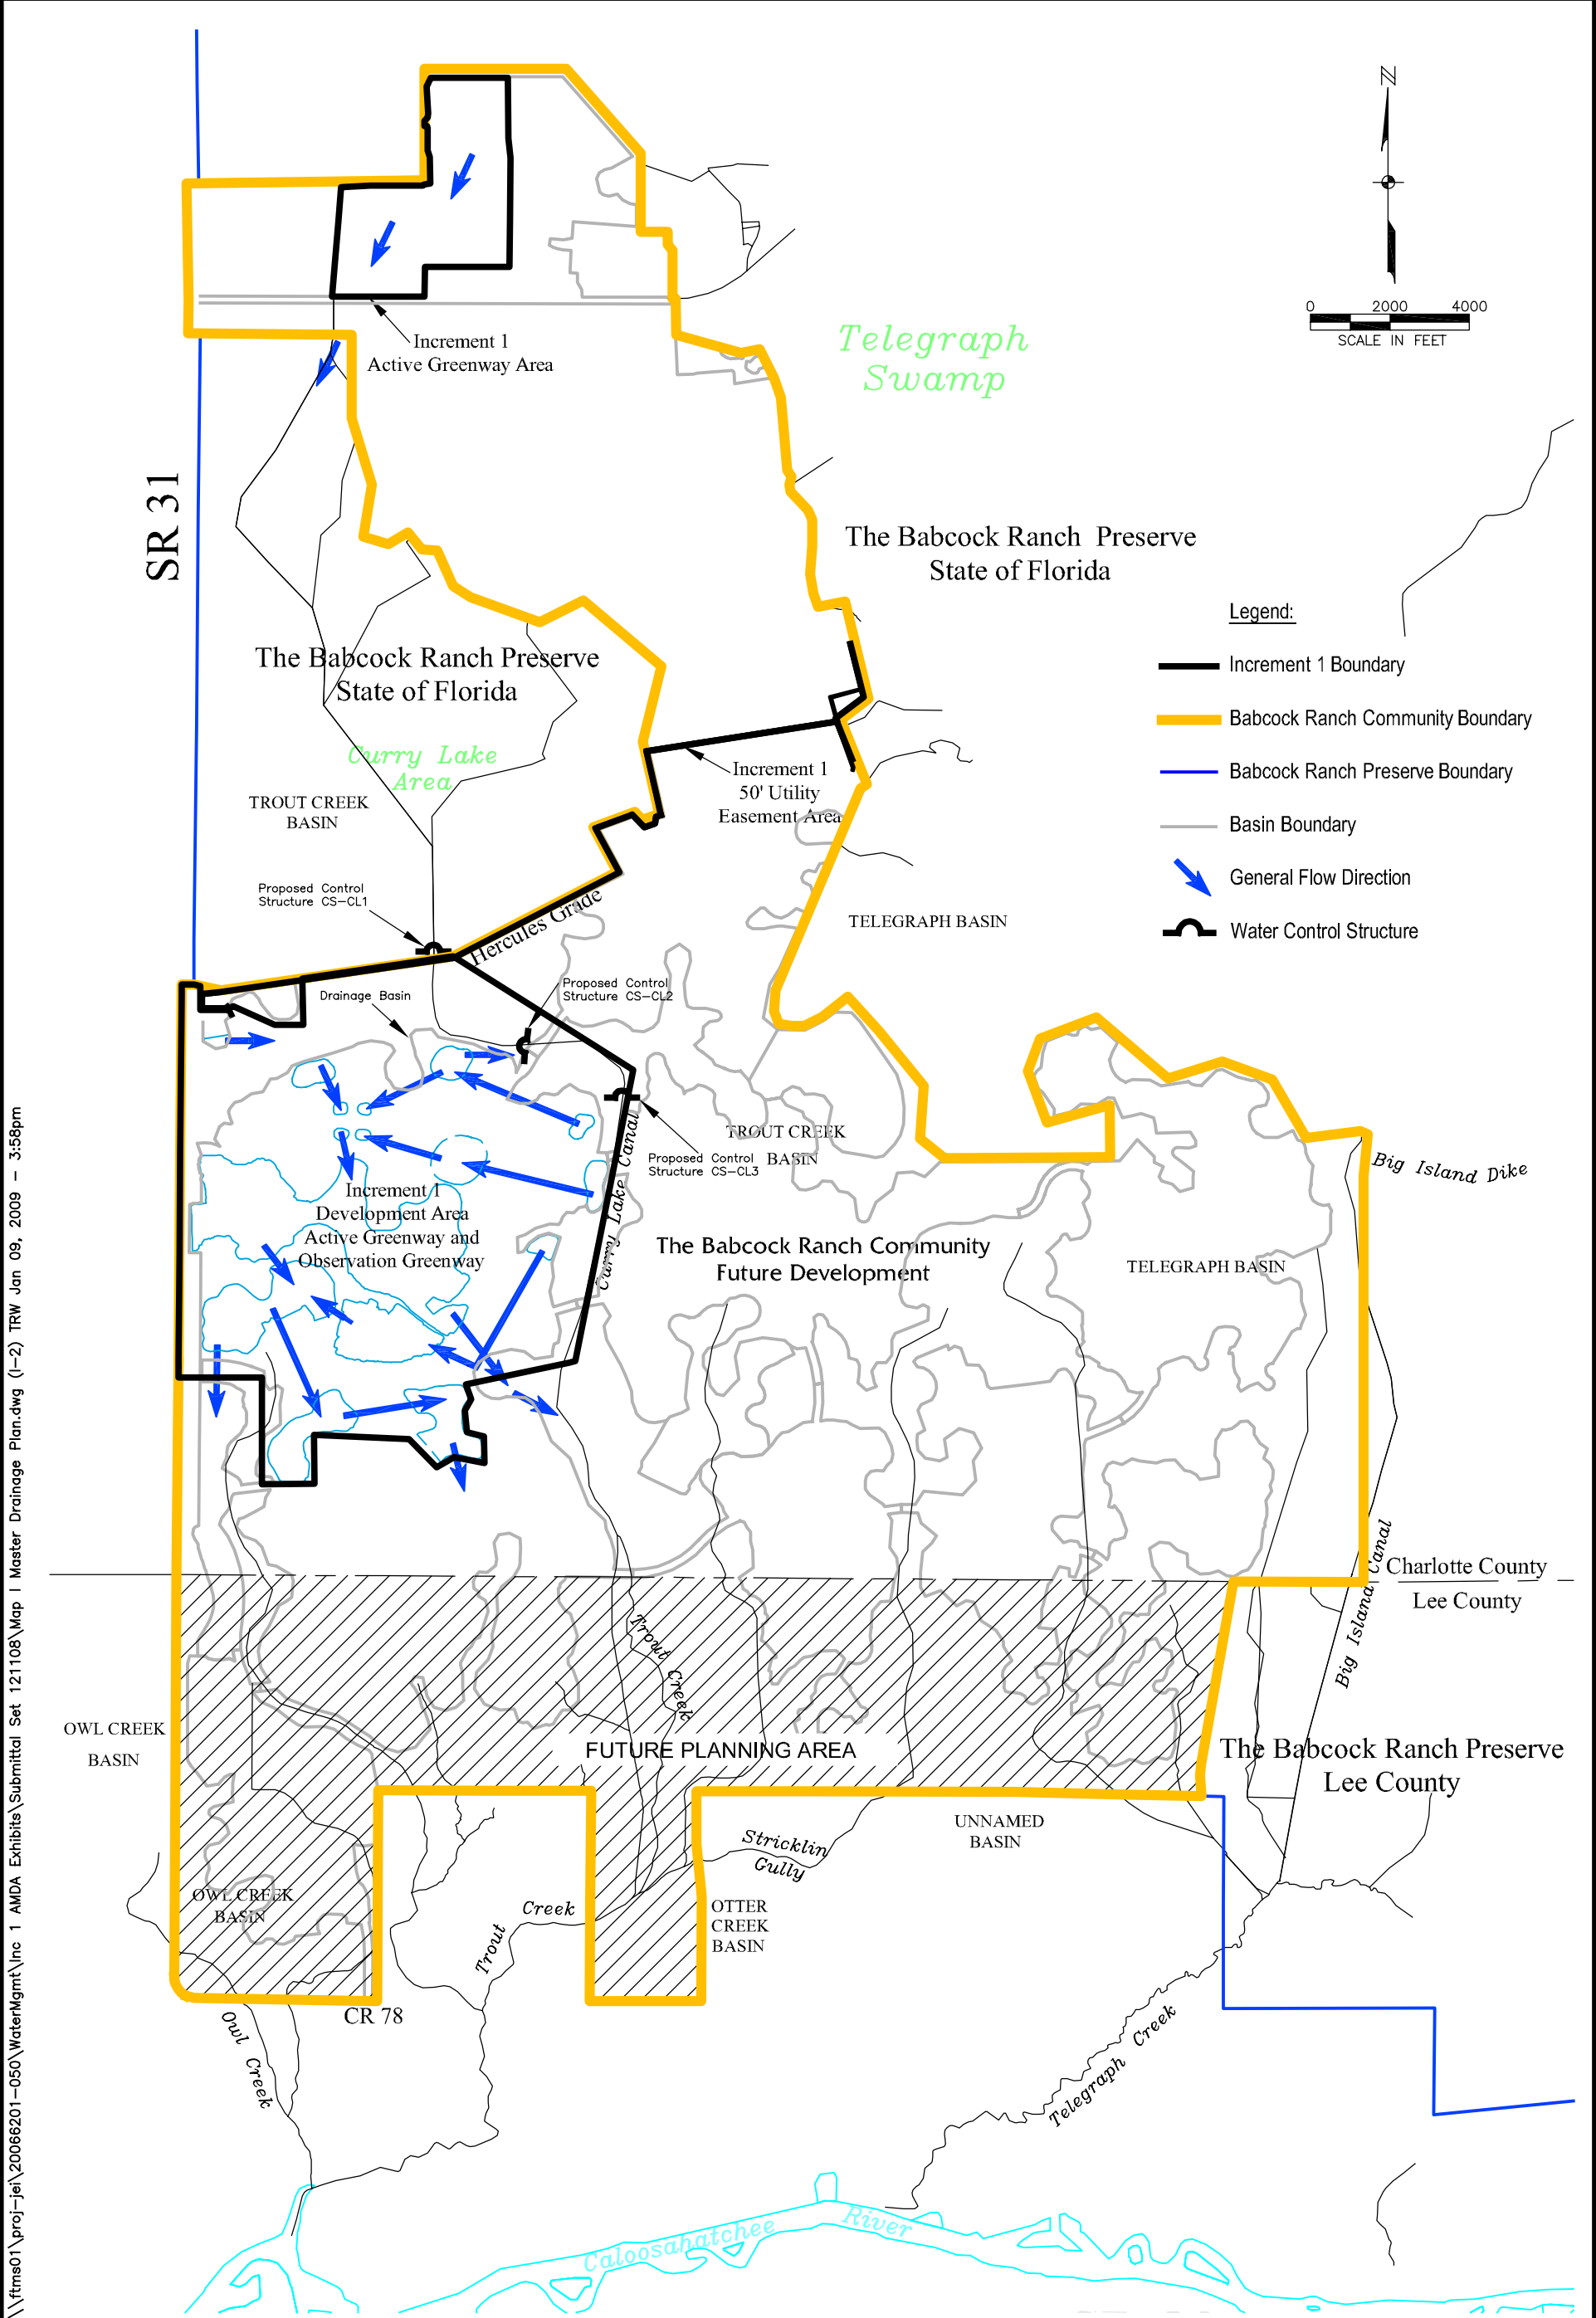 N
0 2000 4000
SCALE IN FEET
Increment 1
Active Greenway Area
Telegraph
Swamp
SR 31
The Babcock Ranch Preserve
State of Florida
Legend:
Increment 1 Boundary
Babcock Ranch Community Boundary
Babcock Ranch Preserve Boundary
Basin Boundary
General Flow Direction
Water Control Structure
The Babcock Ranch Preserve
State of Florida
Curry Lake
Area
TROUT CREEK
BASIN
Increment 1
50' Utility
Easement Area
Proposed Control
Structure CS-CL1
Hercules Grade
TELEGRAPH BASIN
Drainage Basin
Proposed Control
Structure CS-CL2
TROUT CREEK
BASIN
Proposed Control
Structure CS-CL3
Curry Lake Canal
Big Island Dike
Increment 1
Development Area
Active Greenway and
Observation Greenway
The Babcock Ranch Community
Future Development
TELEGRAPH BASIN
Charlotte County
Lee County
Big Island Canal
Trout Creek
OWL CREEK
BASIN
FUTURE PLANNING AREA
The Babcock Ranch Preserve
Lee County
UNNAMED
BASIN
Stricklin
Gully
OWL CREEK
BASIN
OTTER
CREEK
BASIN
Trout Creek
CR 78
Owl Creek
Telegraph Creek
Caloosahatchee River
\\ftms01\proj-jei\20066201-050\WaterMgmt\Inc 1 AMDA Exhibits\Submittal Set 121108\Map I Master Drainage Plan.dwg (I-2) TRW Jan 09, 2009 - 3:58pm